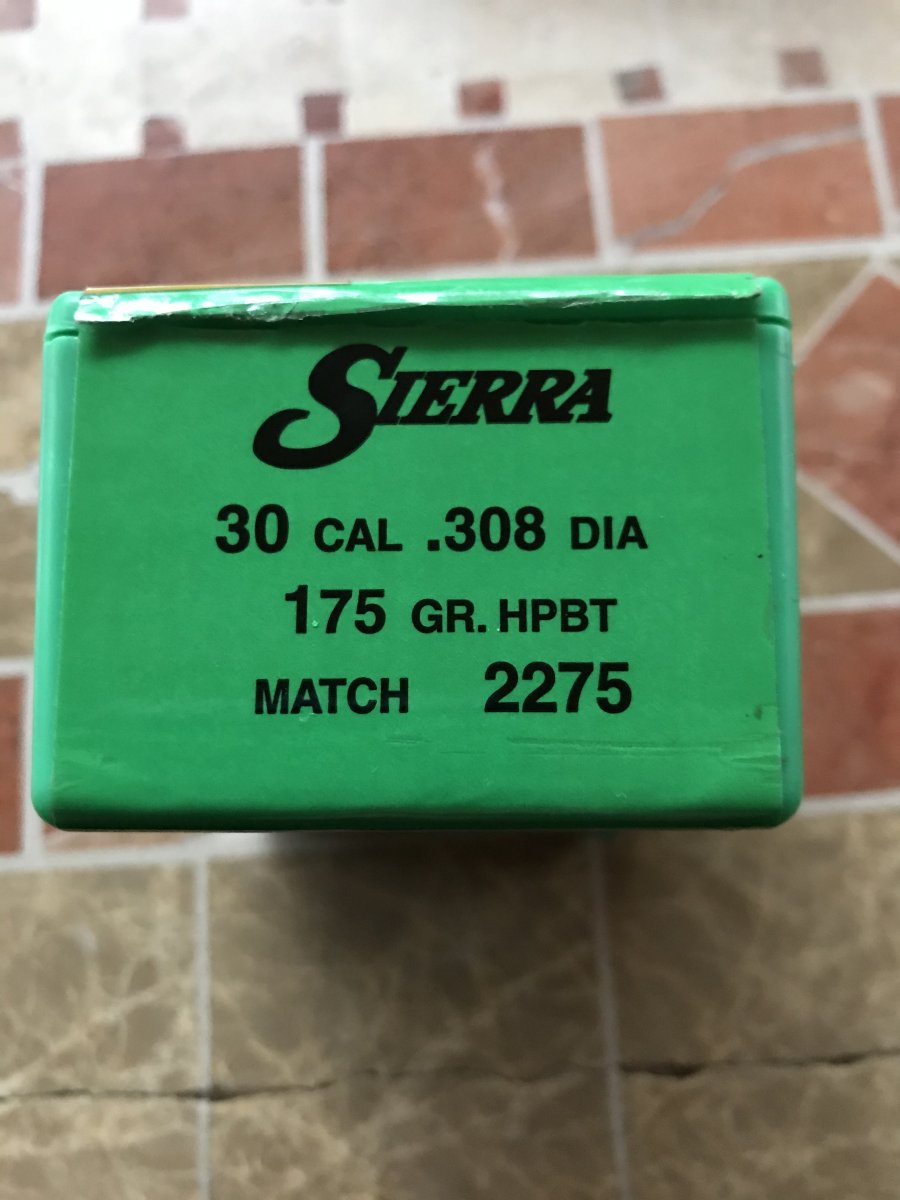 SIERRA
30 CAL .308 DIA
175 GR. HPBT
MATCH 2275